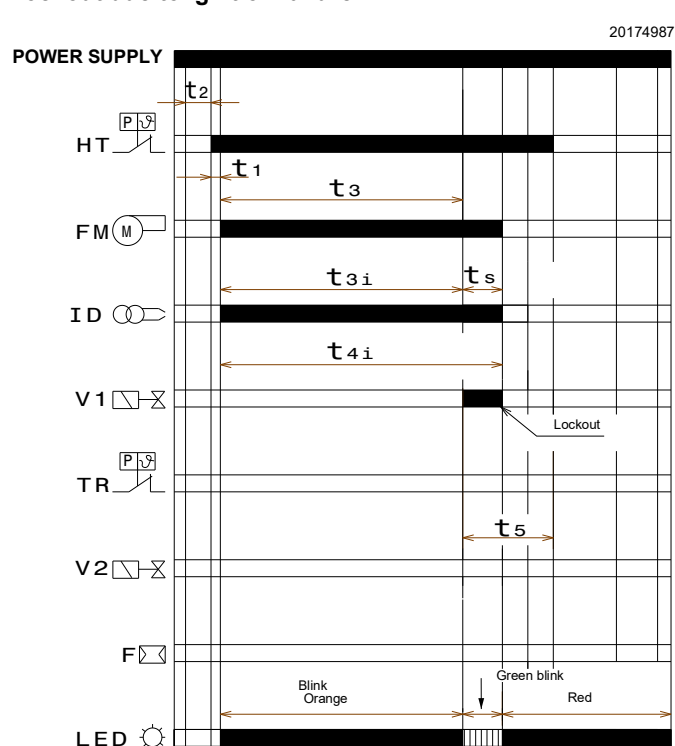 20174987
POWER SUPPLY
t2
P ϑ
HT
t1
t3
FM M
t3i ts
ID
t4i
V1
Lockout
P ϑ
TR
t5
V2
F
Green blink
Blink
Orange
Red
LED